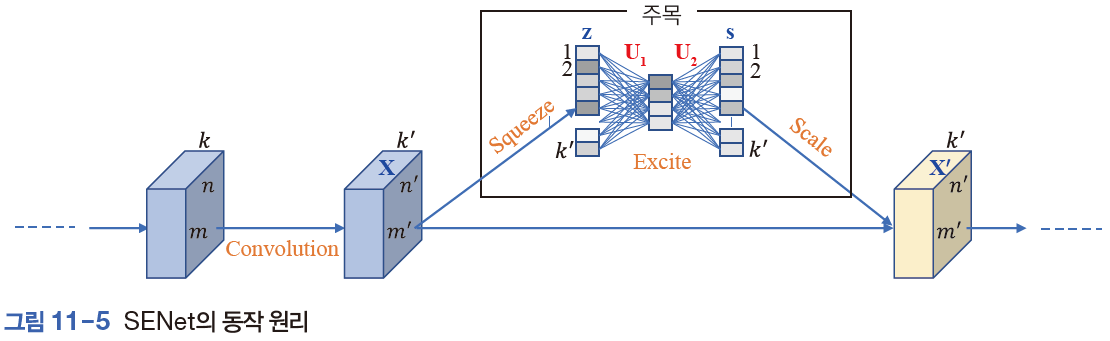 주목
z
s
1
2
U₁
U₂
1
2
k′
k′
Squeeze
Excite
Scale
k
n
m
Convolution
k′
X
n′
m′
k′
X′
n′
m′
그림 11-5 SENet의 동작 원리